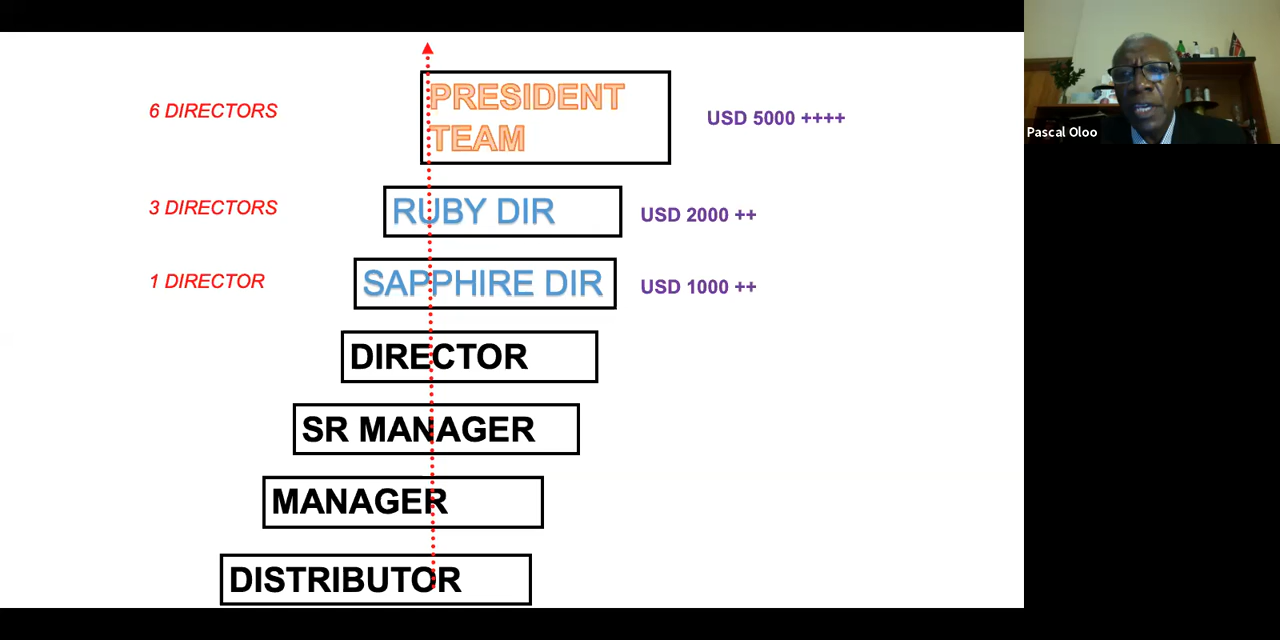 6 DIRECTORS
PRESIDENT
TEAM
USD 5000 ++++
3 DIRECTORS
RUBY DIR
USD 2000 ++
1 DIRECTOR
SAPPHIRE DIR
USD 1000 ++
DIRECTOR
SR MANAGER
MANAGER
DISTRIBUTOR
Pascal Oloo